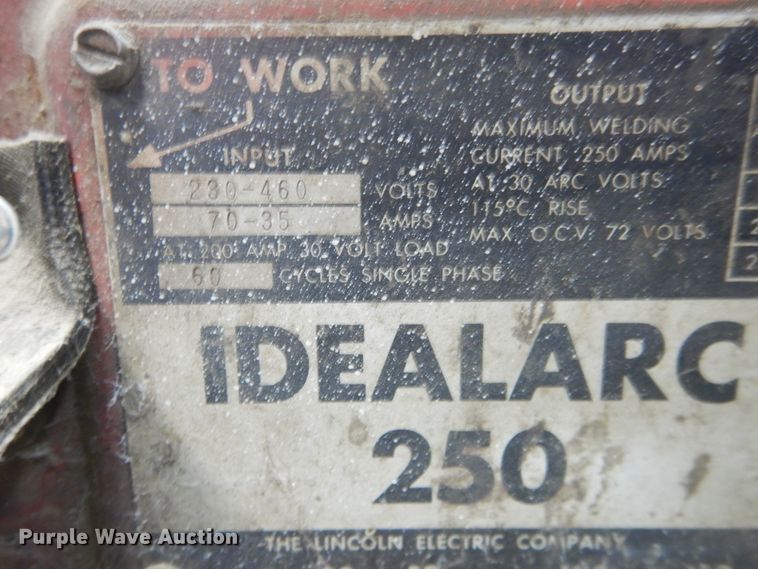 TO WORK
INPUT
230-460 VOLTS
70-35 AMPS
AT 200 AMP 30 VOLT LOAD
60 CYCLES SINGLE PHASE
OUTPUT
MAXIMUM WELDING
CURRENT 250 AMPS
AT 30 ARC VOLTS
115°C RISE
MAX. O.C.V. 72 VOLTS
IDEALARC
250
THE LINCOLN ELECTRIC COMPANY
Purple Wave Auction